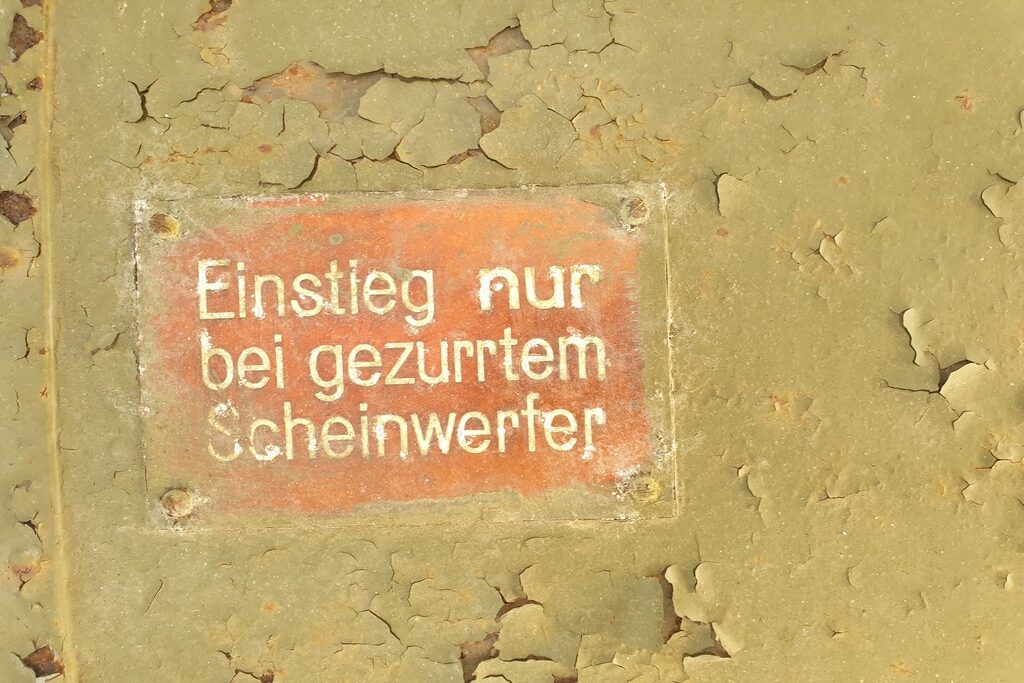 Einstieg nur
bei gezurrtem
Scheinwerfer